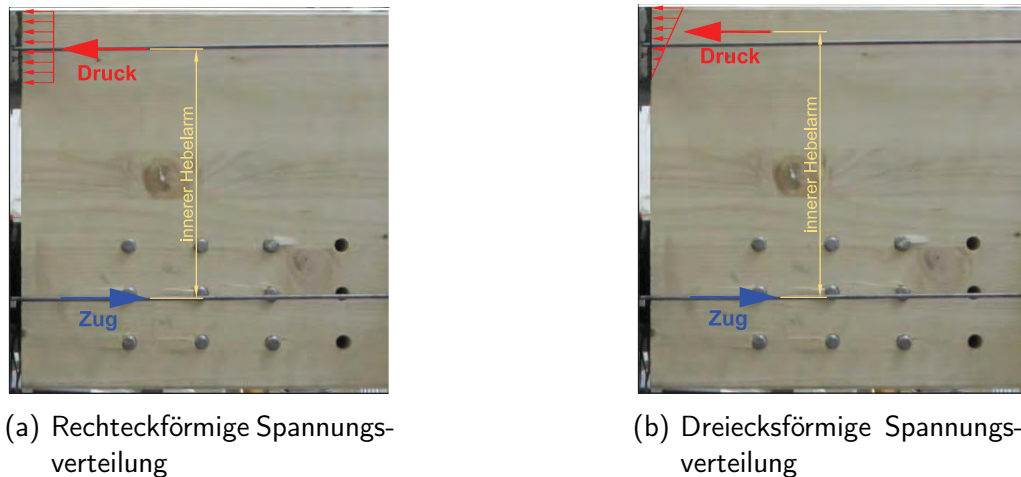 Druck
innerer Hebelarm
Zug
(a) Rechteckförmige Spannungs-
verteilung
Druck
innerer Hebelarm
Zug
(b) Dreiecksförmige Spannungs-
verteilung